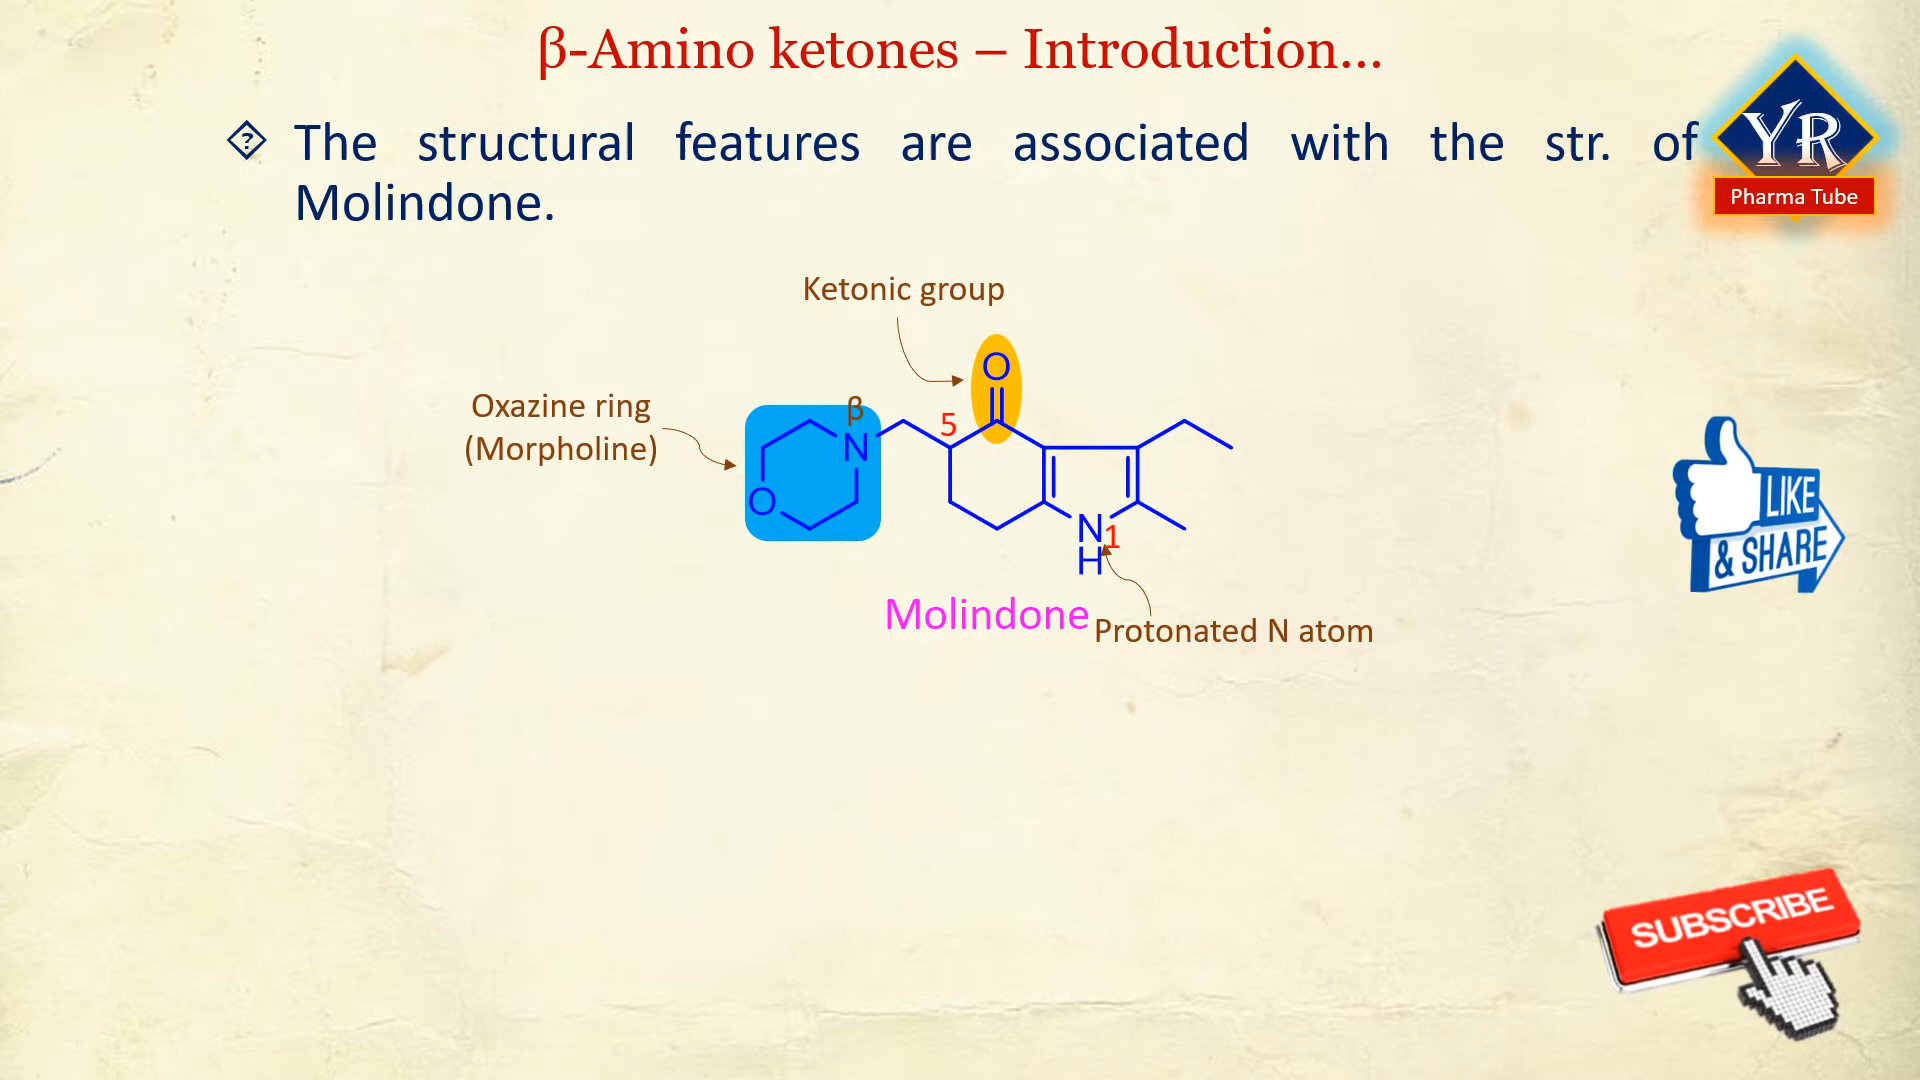 β-Amino ketones – Introduction...
The structural features are associated with the str. of
Molindone.
YR
Pharma Tube
Ketonic group
O
Oxazine ring
(Morpholine)
β
5
N
O
N
1
H
Molindone
Protonated N atom
LIKE
& SHARE
SUBSCRIBE